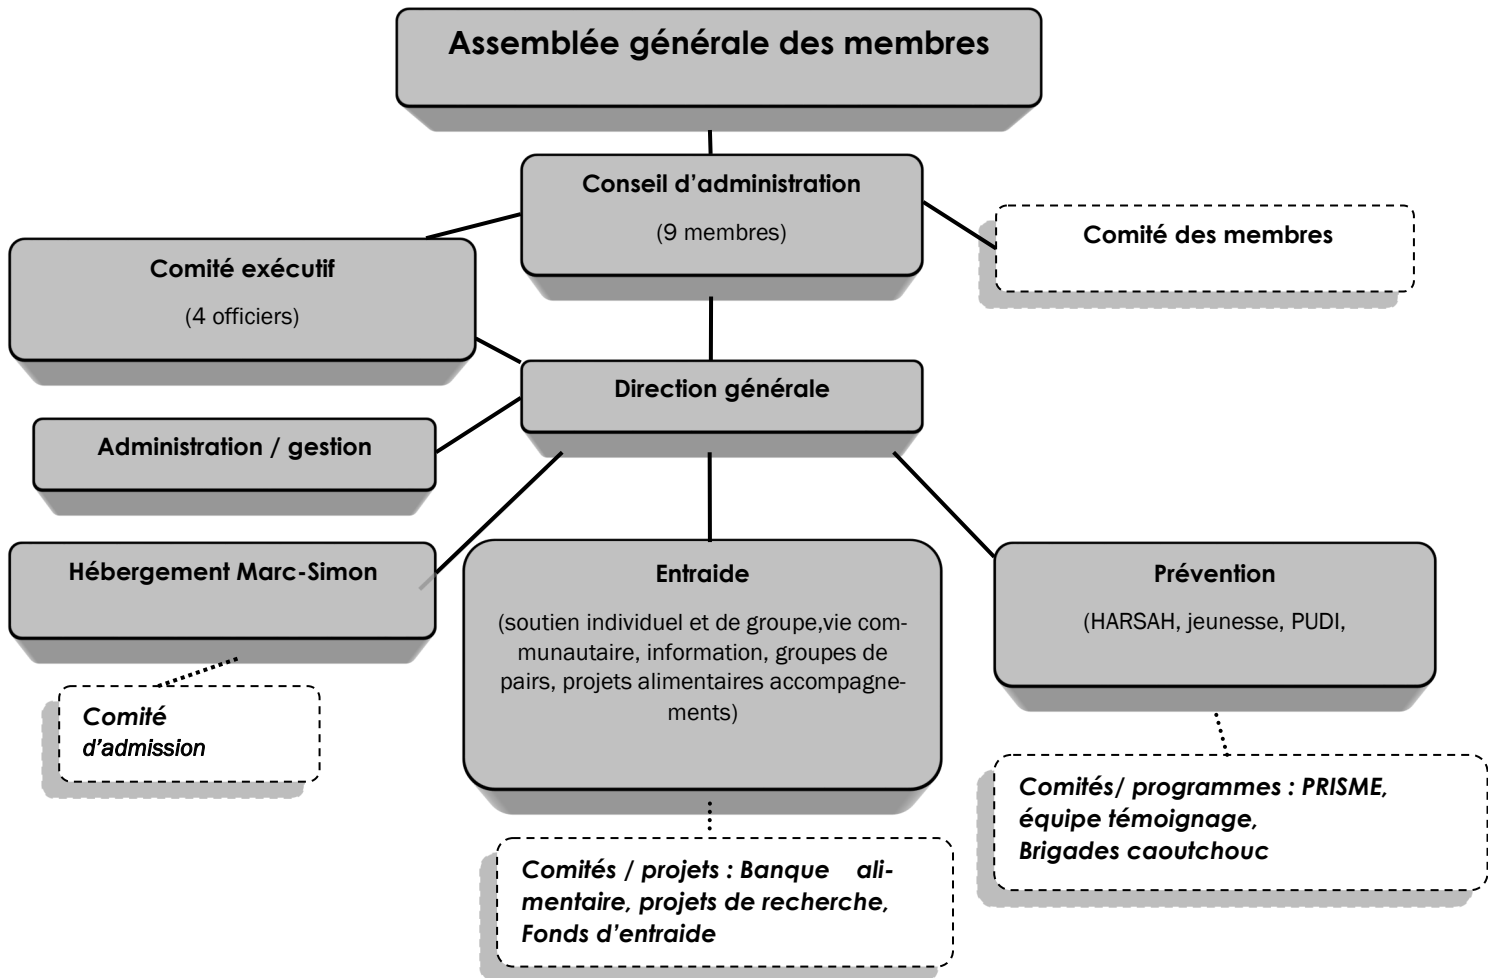 Assemblée générale des membres
Conseil d’administration
(9 membres)
Comité des membres
Comité exécutif
(4 officiers)
Direction générale
Administration / gestion
Hébergement Marc-Simon
Entraide
(soutien individuel et de groupe,vie com-
munautaire, information, groupes de
pairs, projets alimentaires accompagne-
ments)
Prévention
(HARSAH, jeunesse, PUDI,
Comité
d’admission
Comités / projets : Banque ali-
mentaire, projets de recherche,
Fonds d’entraide
Comités/ programmes : PRISME,
équipe témoignage,
Brigades caoutchouc